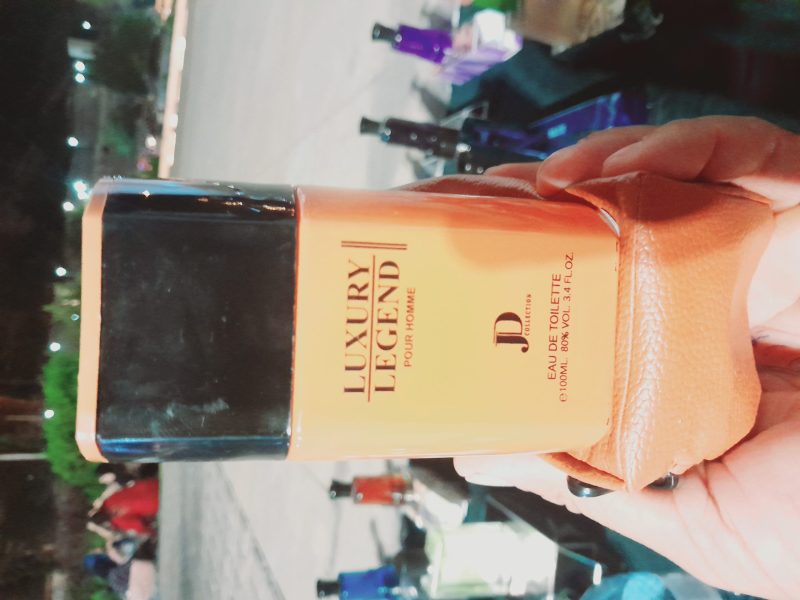 LUXURY
LEGEND
POUR HOMME
JD
COLLECTION
EAU DE TOILETTE
℮100ML. 80% VOL. 3.4 FL.OZ.